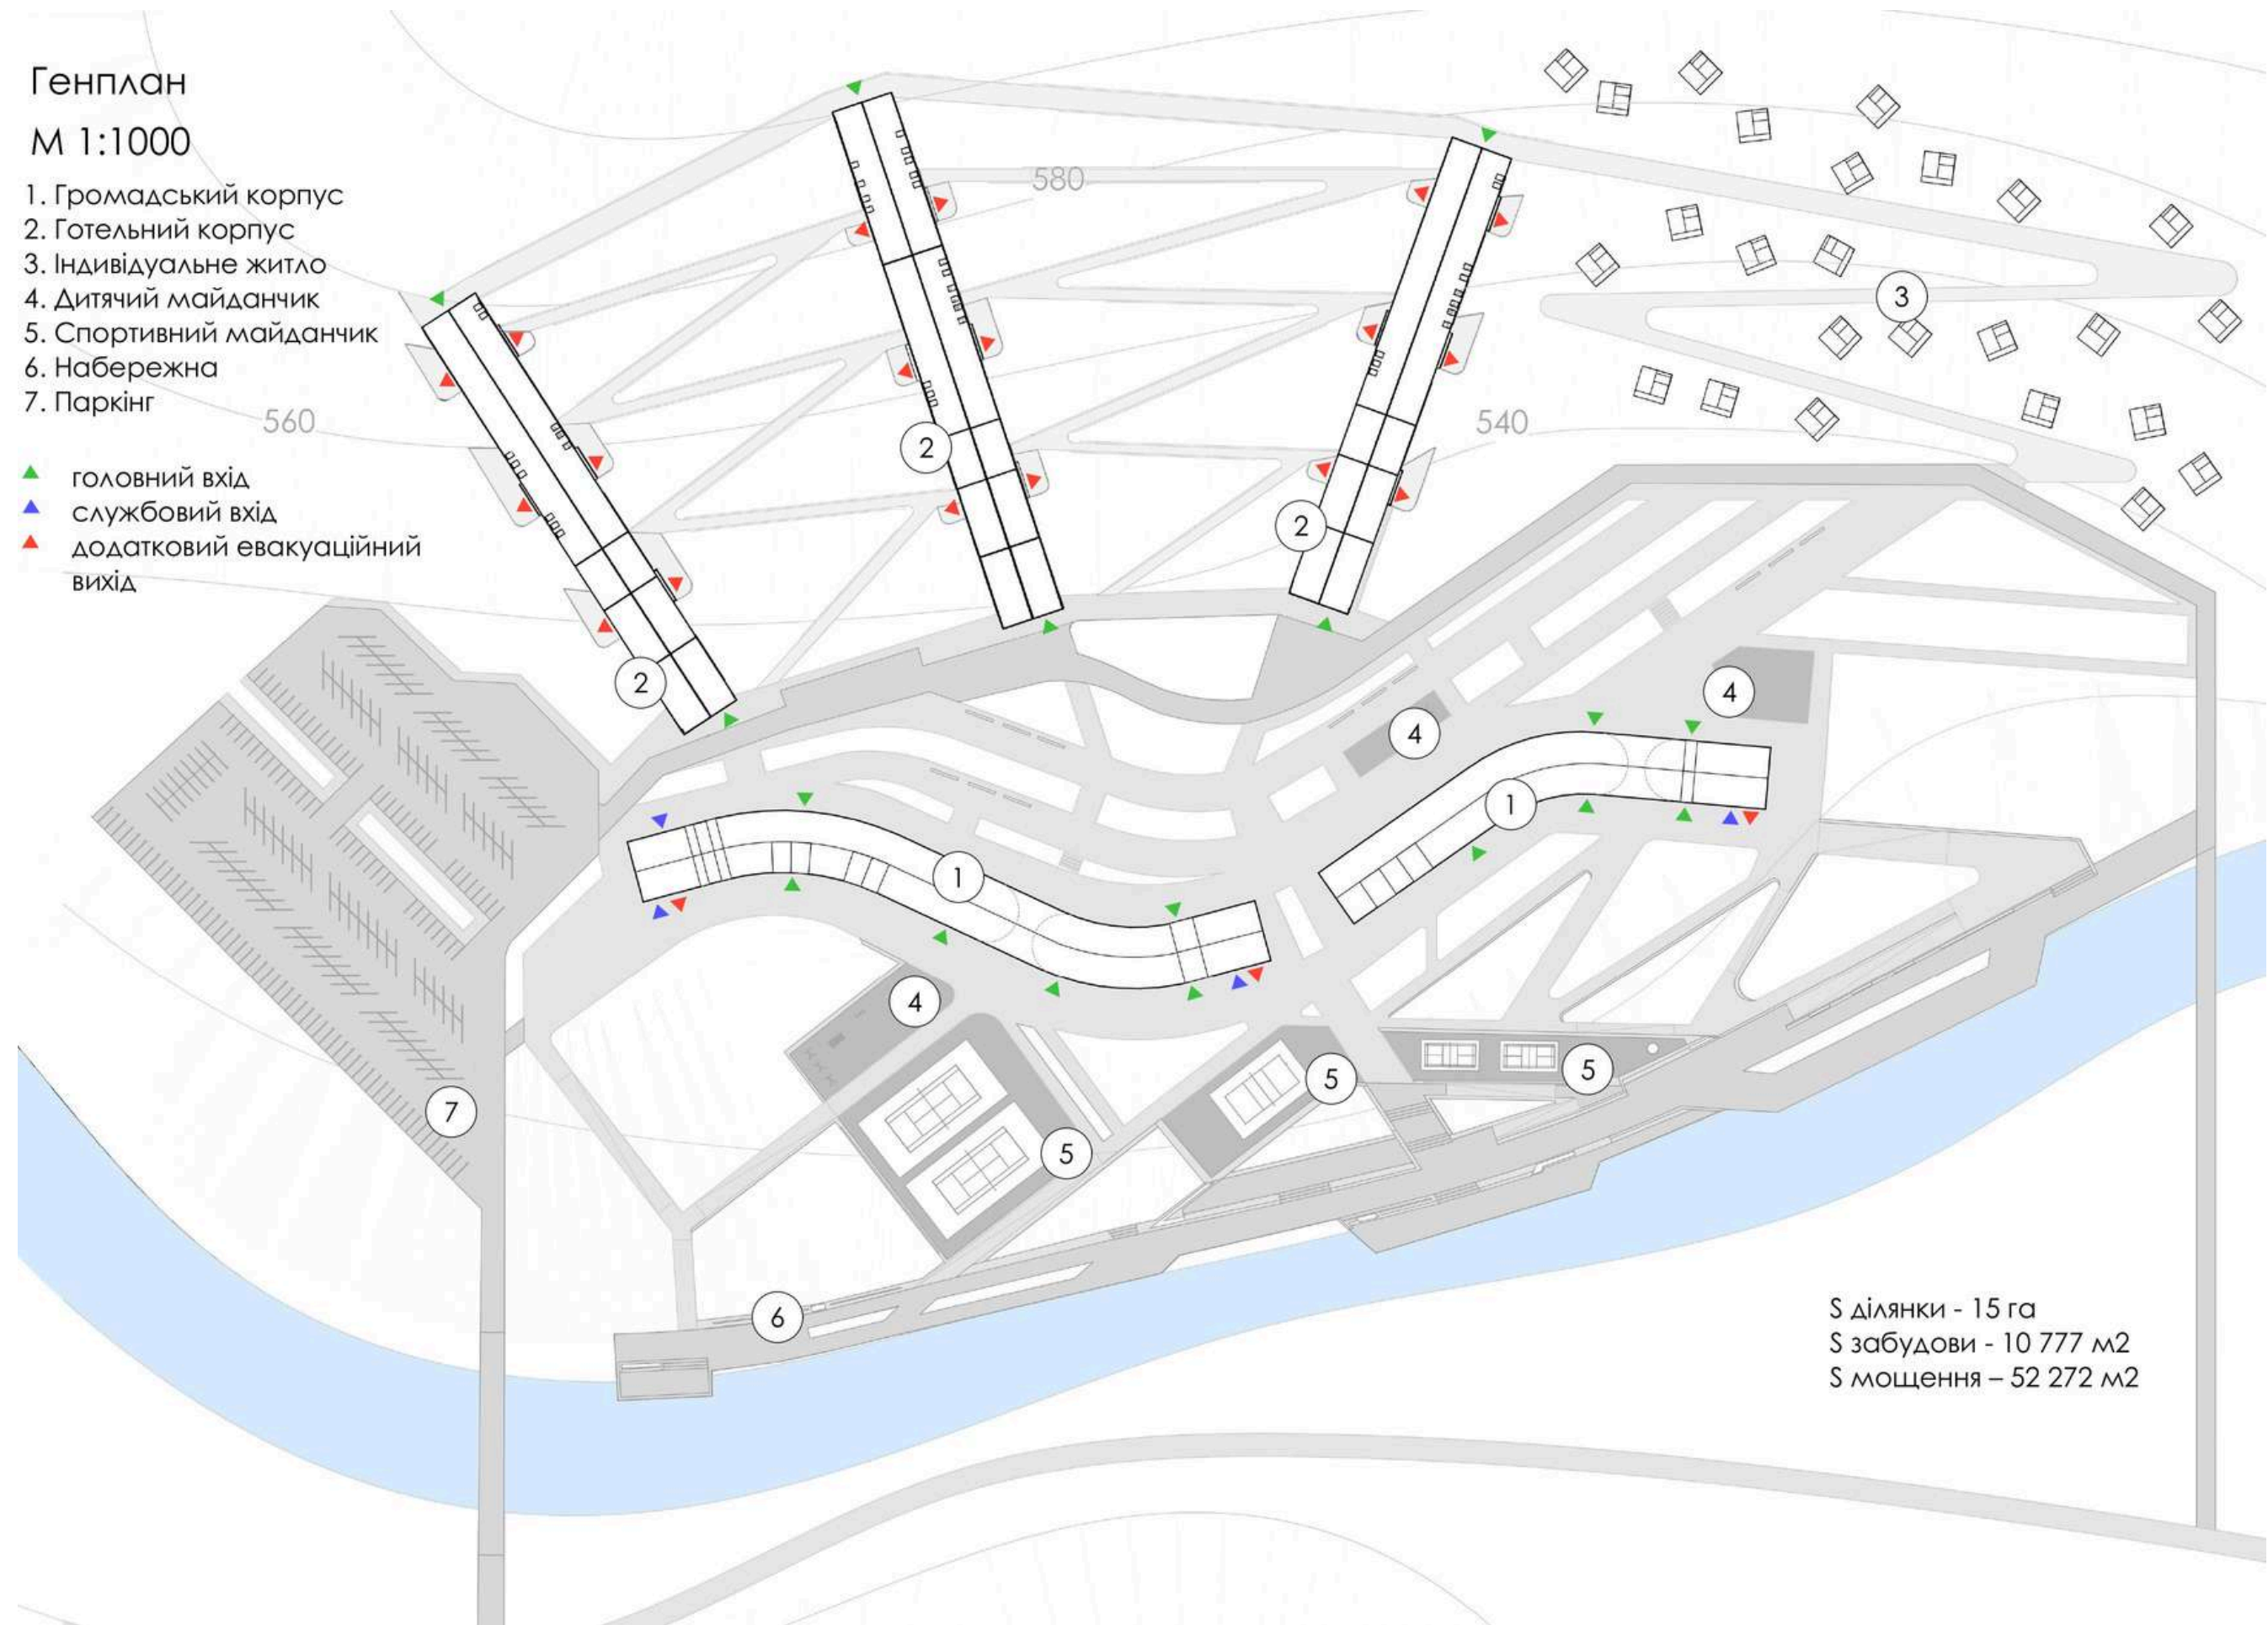 Генплан
М 1:1000
1. Громадський корпус
2. Готельний корпус
3. Індивідуальне житло
4. Дитячий майданчик
5. Спортивний майданчик
6. Набережна
7. Паркінг
головний вхід
службовий вхід
додатковий евакуаційний
вихід
580
560
540
3
2
2
2
4
4
1
1
4
5
5
5
7
6
S ділянки - 15 га
S забудови - 10 777 м2
S мощення – 52 272 м2